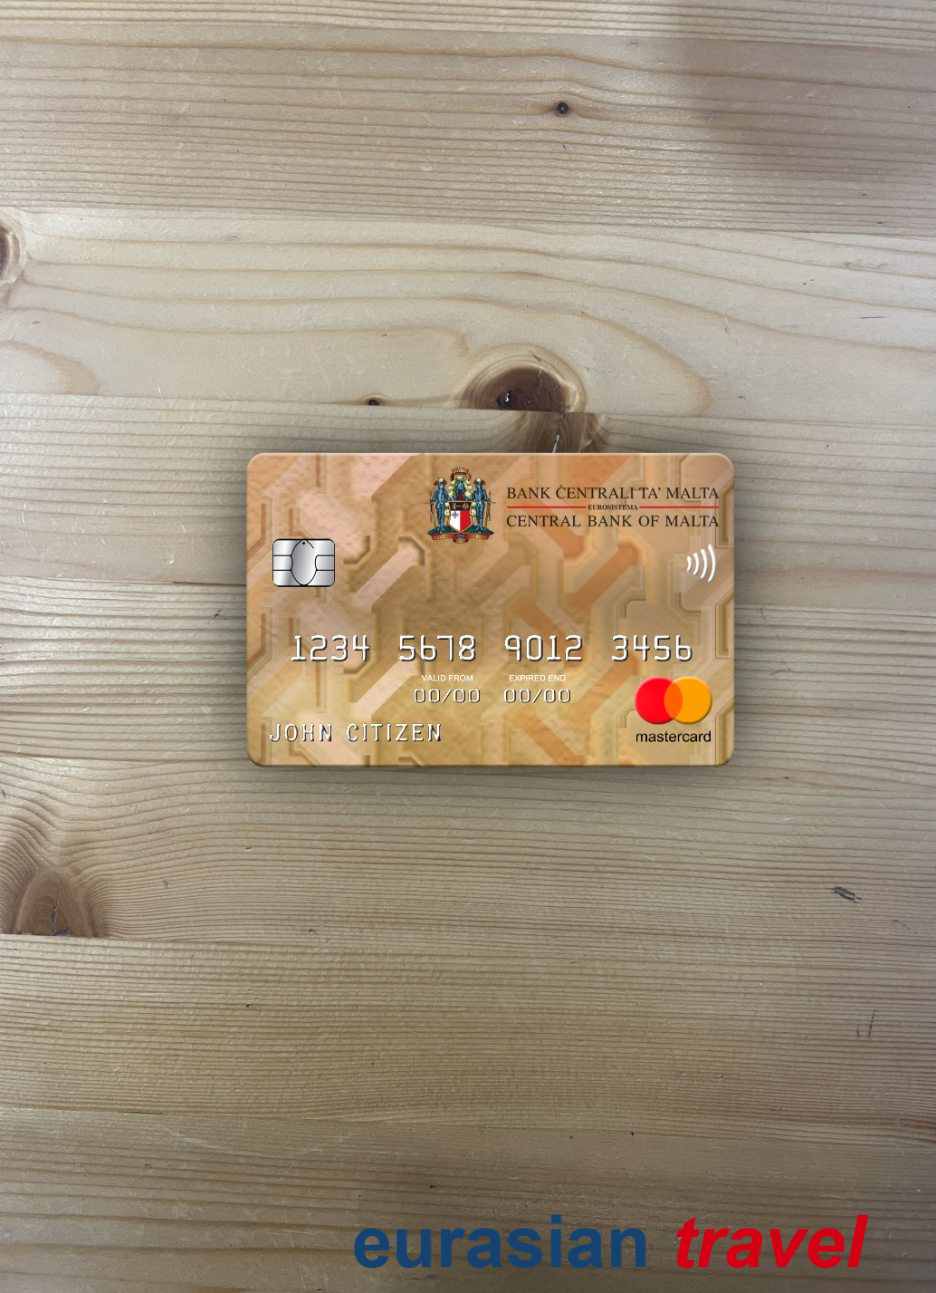 BANK ĊENTRALI TA' MALTA
EUROSISTEMA
CENTRAL BANK OF MALTA
1234 5678 9012 3456
VALID FROM EXPIRED END
00/00 00/00
JOHN CITIZEN
mastercard
eurasian travel